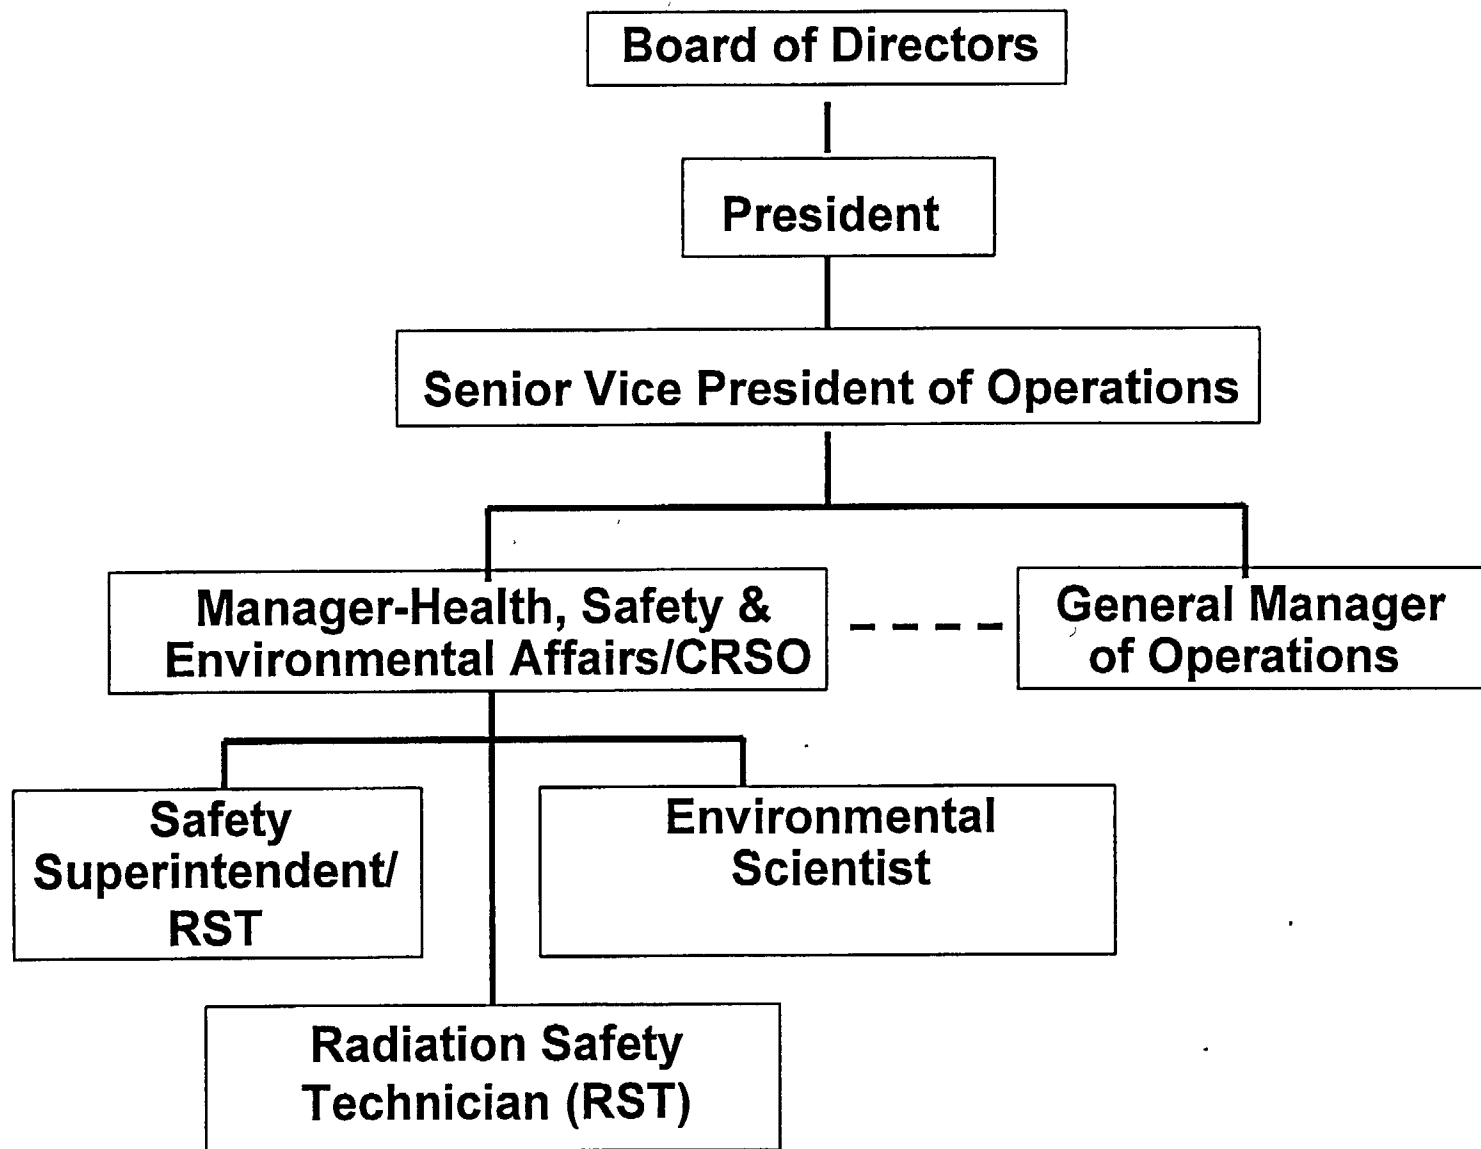 Board of Directors
President
Senior Vice President of Operations
Manager-Health, Safety &
Environmental Affairs/CRSO
General Manager
of Operations
Safety
Superintendent/
RST
Environmental
Scientist
Radiation Safety
Technician (RST)